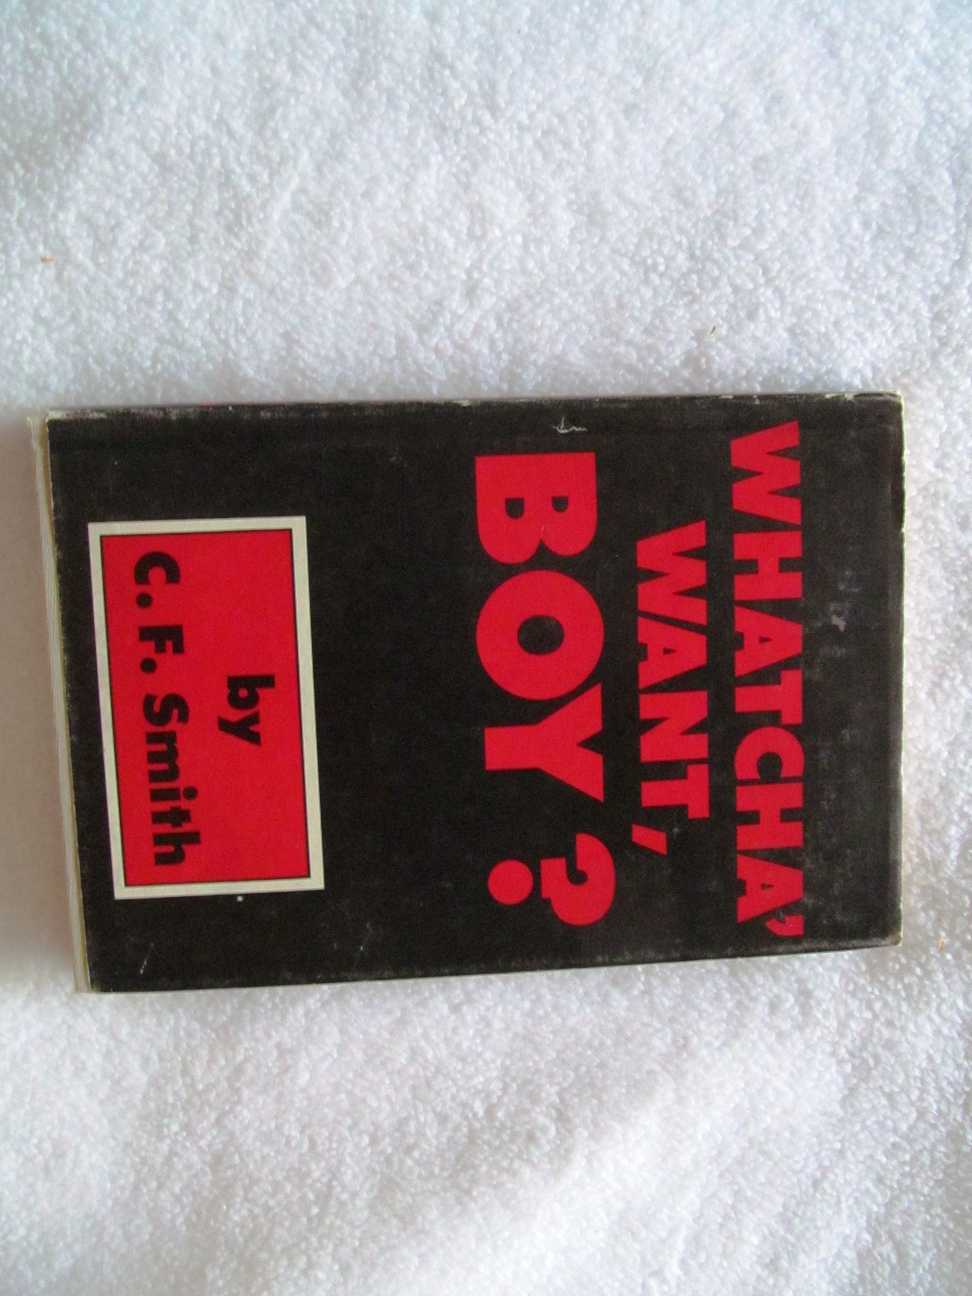 WHATCHA'
WANT,
BOY?
by
C. F. Smith